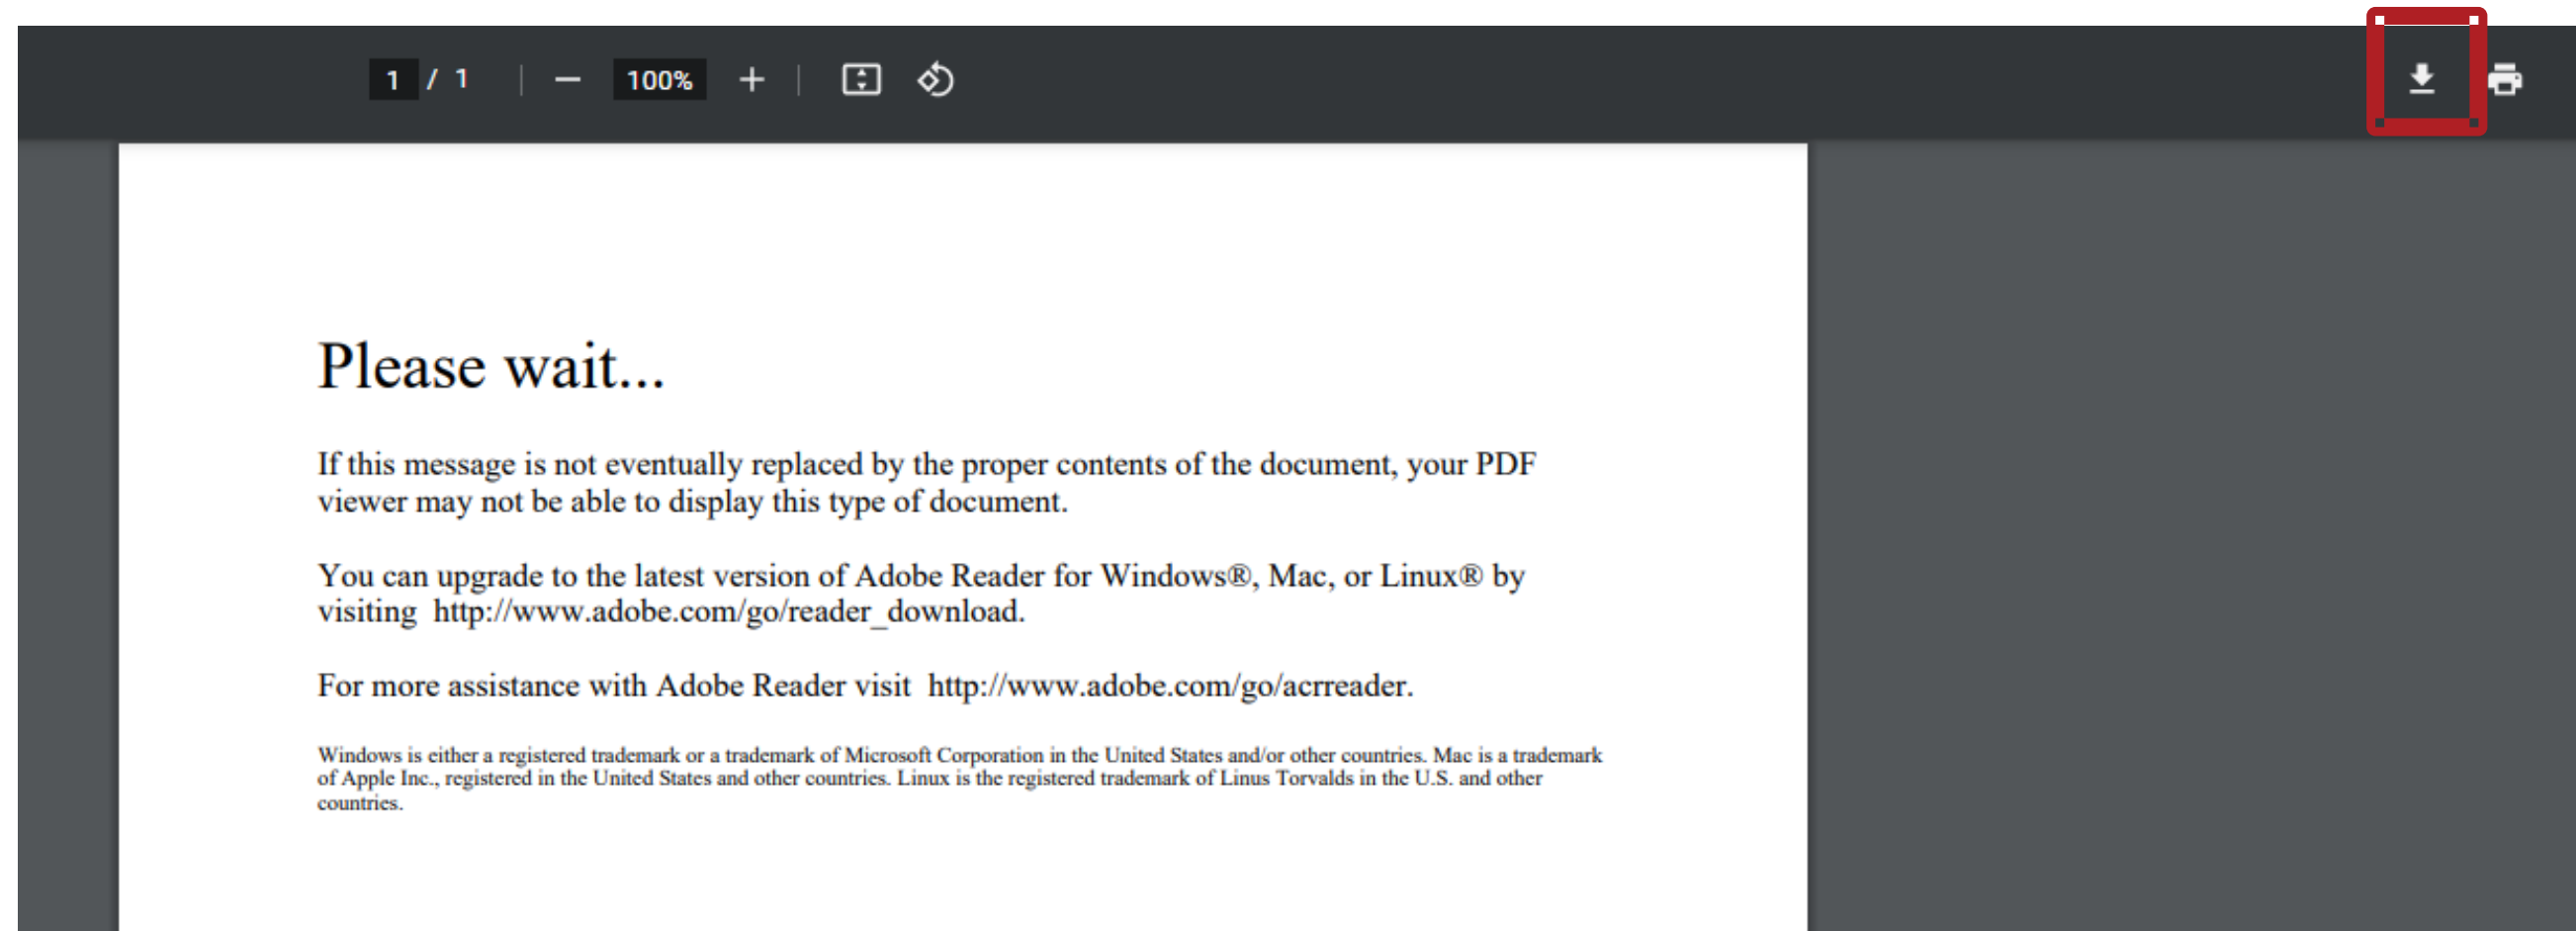 1 / 1 100%
Please wait...
If this message is not eventually replaced by the proper contents of the document, your PDF
viewer may not be able to display this type of document.
You can upgrade to the latest version of Adobe Reader for Windows®, Mac, or Linux® by
visiting  http://www.adobe.com/go/reader_download.
For more assistance with Adobe Reader visit  http://www.adobe.com/go/acrreader.
Windows is either a registered trademark or a trademark of Microsoft Corporation in the United States and/or other countries. Mac is a trademark
of Apple Inc., registered in the United States and other countries. Linux is the registered trademark of Linus Torvalds in the U.S. and other
countries.